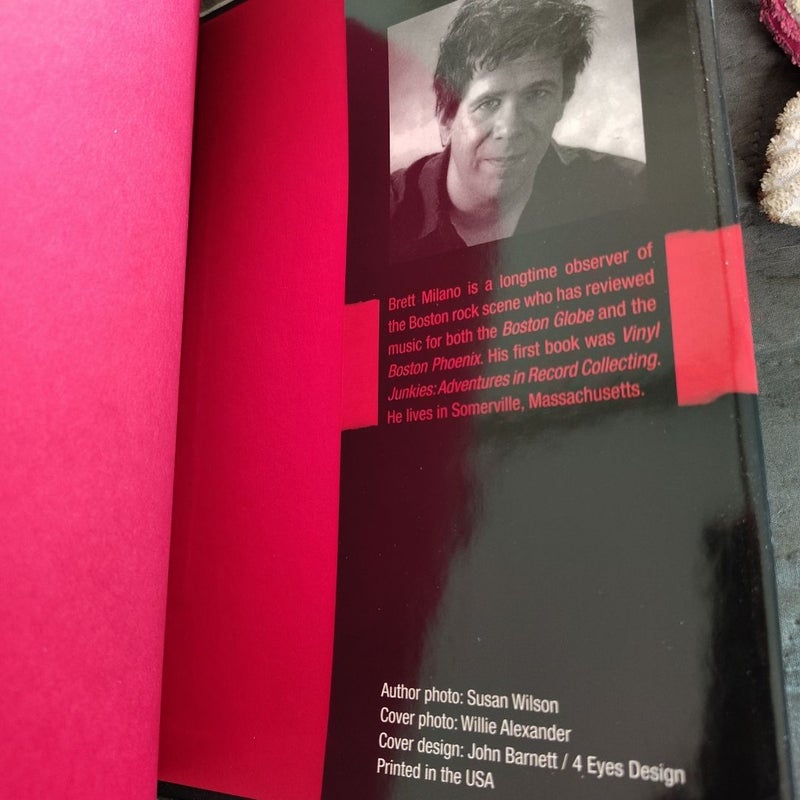 Brett Milano is a longtime observer of
the Boston rock scene who has reviewed
music for both the Boston Globe and the
Boston Phoenix. His first book was Vinyl
Junkies: Adventures in Record Collecting.
He lives in Somerville, Massachusetts.
Author photo: Susan Wilson
Cover photo: Willie Alexander
Cover design: John Barnett / 4 Eyes Design
Printed in the USA